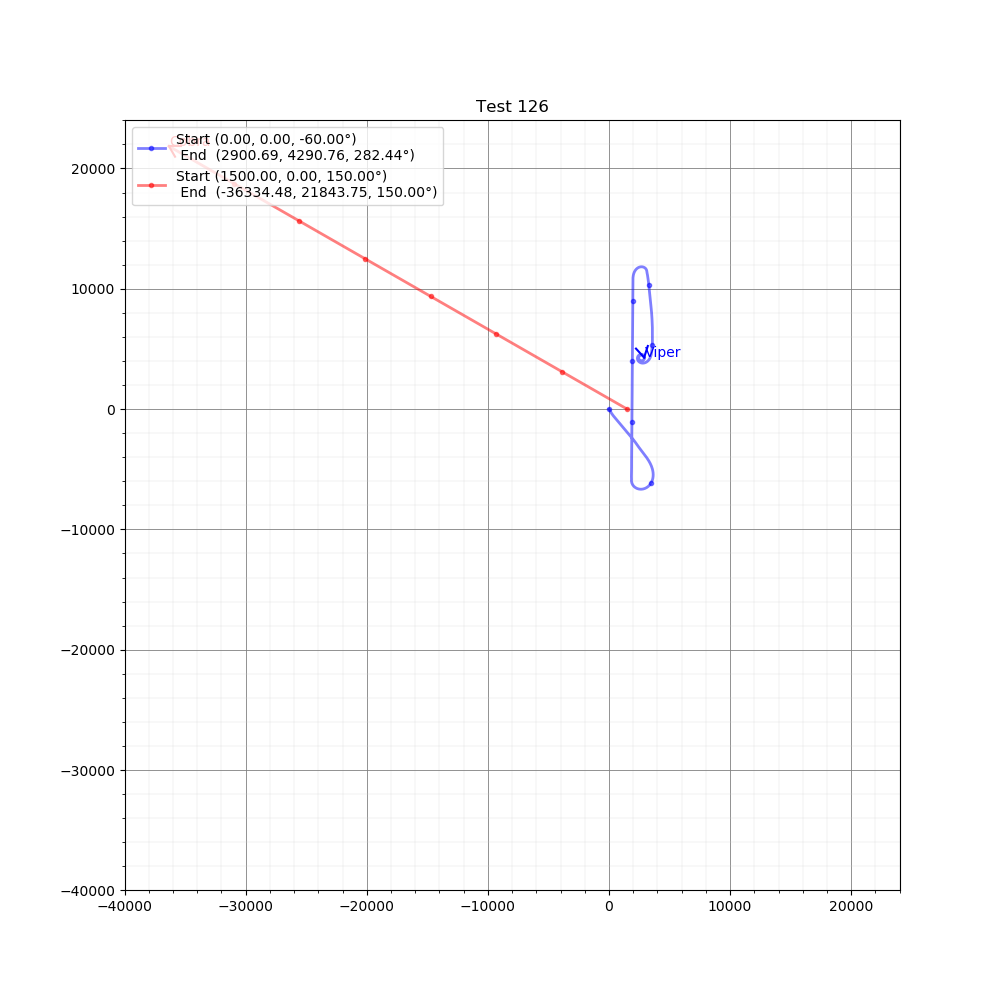 Test 126
Start (0.00, 0.00, -60.00°)
End (2900.69, 4290.76, 282.44°)
Start (1500.00, 0.00, 150.00°)
End (-36334.48, 21843.75, 150.00°)
Viper
20000
10000
0
−10000
−20000
−30000
−40000
−40000 −30000 −20000 −10000 0 10000 20000